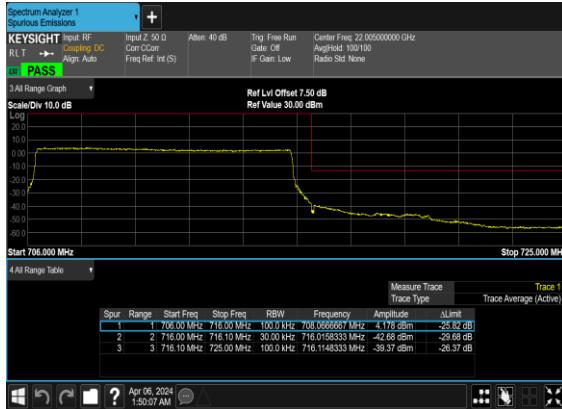 Spectrum Analyzer 1
Spurious Emissions
KEYSIGHT Input: RF Input Z: 50 Ω Atten: 40 dB Trig: Free Run Center Freq: 22.005000000 GHz
RLT Coupling: DC Corr CCorr Gate: Off Avg|Hold: 100/100
Align: Auto Freq Ref: Int (S) IF Gain: Low Radio Std: None
PASS
3 All Range Graph
Ref Lvl Offset 7.50 dB
Scale/Div 10.0 dB Ref Value 30.00 dBm
Log
20.0
10.0
0.00
-10.0
-20.0
-30.0
-40.0
-50.0
-60.0
Start 706.000 MHz Stop 725.000 MH
4 All Range Table
Measure Trace Trace 1
Trace Type Trace Average (Active)
Spur Range Start Freq Stop Freq RBW Frequency Amplitude ΔLimit
1 1 706.00 MHz 716.00 MHz 100.0 kHz 708.0666667 MHz 4.178 dBm -25.82 dB
2 2 716.00 MHz 716.10 MHz 30.00 kHz 716.0158333 MHz -42.68 dBm -29.68 dB
3 3 716.10 MHz 725.00 MHz 100.0 kHz 716.1148333 MHz -39.37 dBm -26.37 dB
Apr 06, 2024
1:50:07 AM